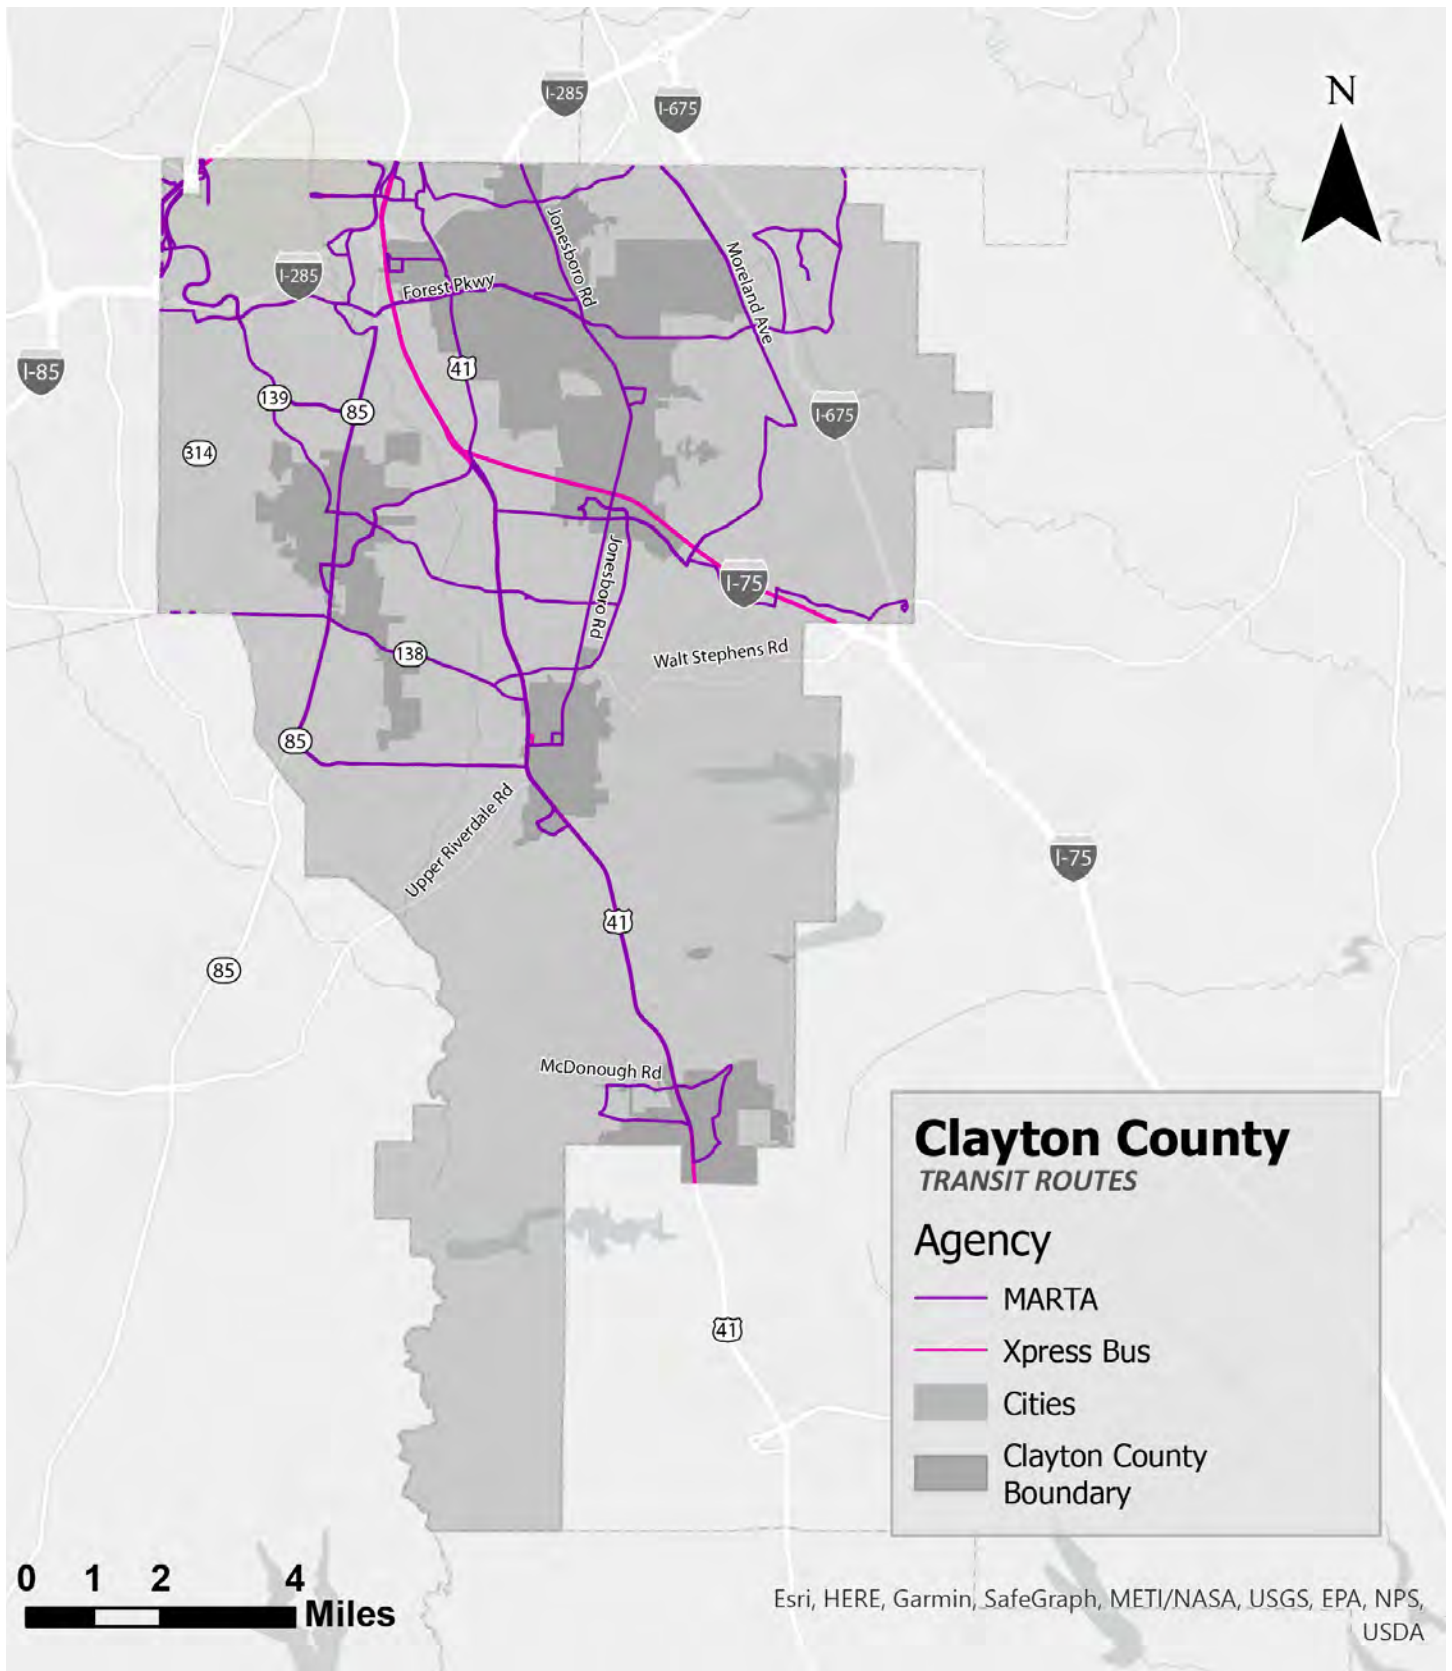 N
I-285
I-675
I-285
Jonesboro Rd
Moreland Ave
Forest Pkwy
I-85
41
139
85
I-675
314
I-75
Jonesboro Rd
138
Walt Stephens Rd
85
Upper Riverdale Rd
I-75
41
85
McDonough Rd
41
Clayton County
TRANSIT ROUTES
Agency
MARTA
Xpress Bus
Cities
Clayton County
Boundary
0 1 2 4
Miles
Esri, HERE, Garmin, SafeGraph, METI/NASA, USGS, EPA, NPS,
USDA